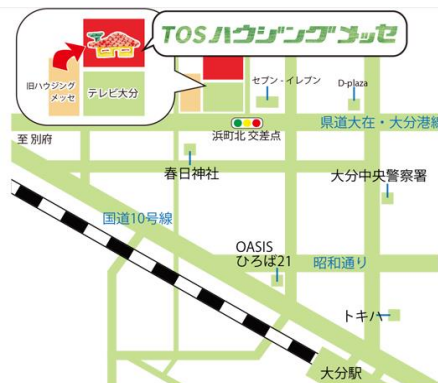 TOSハウジングメッセ
旧ハウジング
メッセ
テレビ大分
セブン・イレブン
D-plaza
県道大在・大分港線
至 別府
浜町北 交差点
春日神社
大分中央警察署
国道10号線
OASIS
ひろば21
昭和通り
トキハ
大分駅